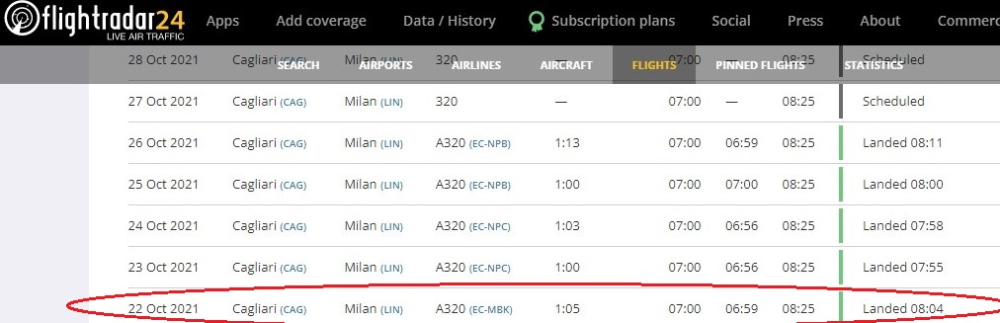 flightradar24 Apps Add coverage Data / History Subscription plans Social Press About Commerc
LIVE AIR TRAFFIC
SEARCH AIRPORTS AIRLINES AIRCRAFT FLIGHTS PINNED FLIGHTS STATISTICS
28 Oct 2021 Cagliari (CAG) Milan (LIN) 320 — 07:00 — 08:25 Scheduled
27 Oct 2021 Cagliari (CAG) Milan (LIN) 320 — 07:00 — 08:25 Scheduled
26 Oct 2021 Cagliari (CAG) Milan (LIN) A320 (EC-NPB) 1:13 07:00 06:59 08:25 Landed 08:11
25 Oct 2021 Cagliari (CAG) Milan (LIN) A320 (EC-NPB) 1:00 07:00 07:00 08:25 Landed 08:00
24 Oct 2021 Cagliari (CAG) Milan (LIN) A320 (EC-NPC) 1:03 07:00 06:56 08:25 Landed 07:58
23 Oct 2021 Cagliari (CAG) Milan (LIN) A320 (EC-NPC) 1:00 07:00 06:56 08:25 Landed 07:55
22 Oct 2021 Cagliari (CAG) Milan (LIN) A320 (EC-MBK) 1:05 07:00 06:59 08:25 Landed 08:04